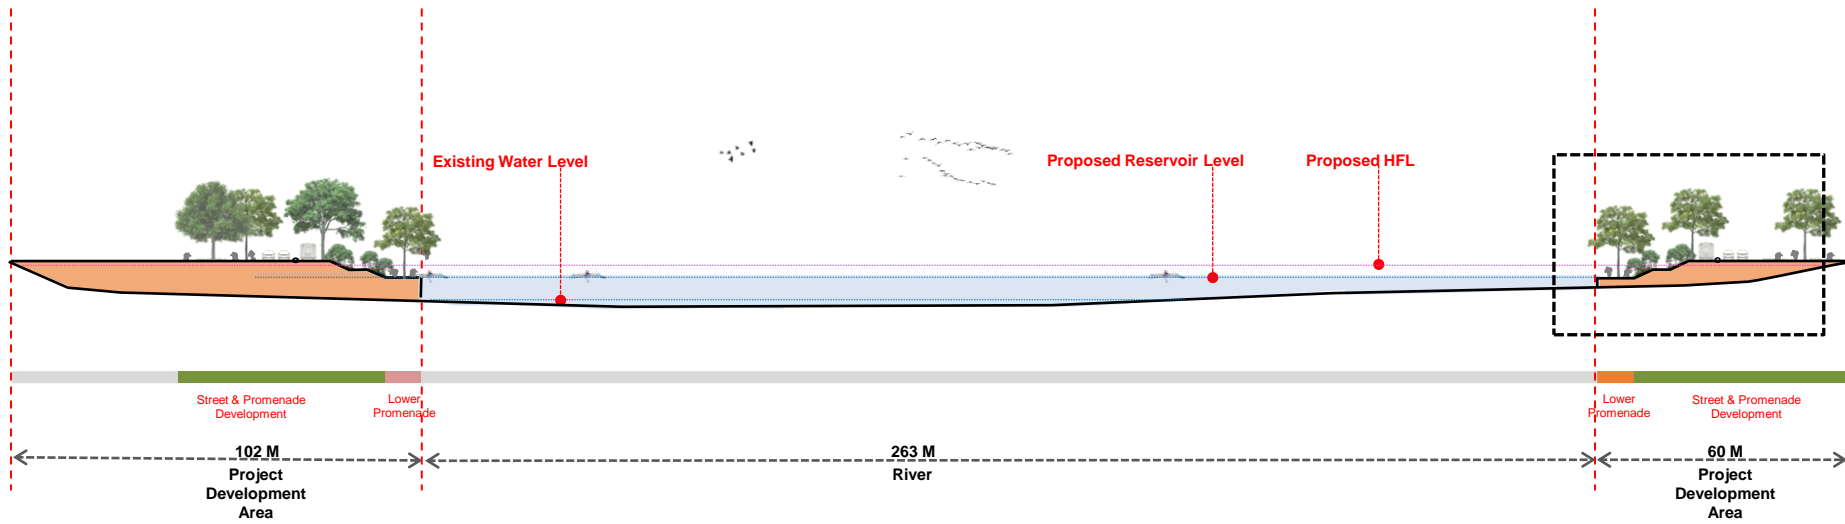 Existing Water Level
Proposed Reservoir Level
Proposed HFL
Street & Promenade
Development
Lower
Promenade
Lower
Promenade
Street & Promenade
Development
102 M
Project
Development
Area
263 M
River
60 M
Project
Development
Area